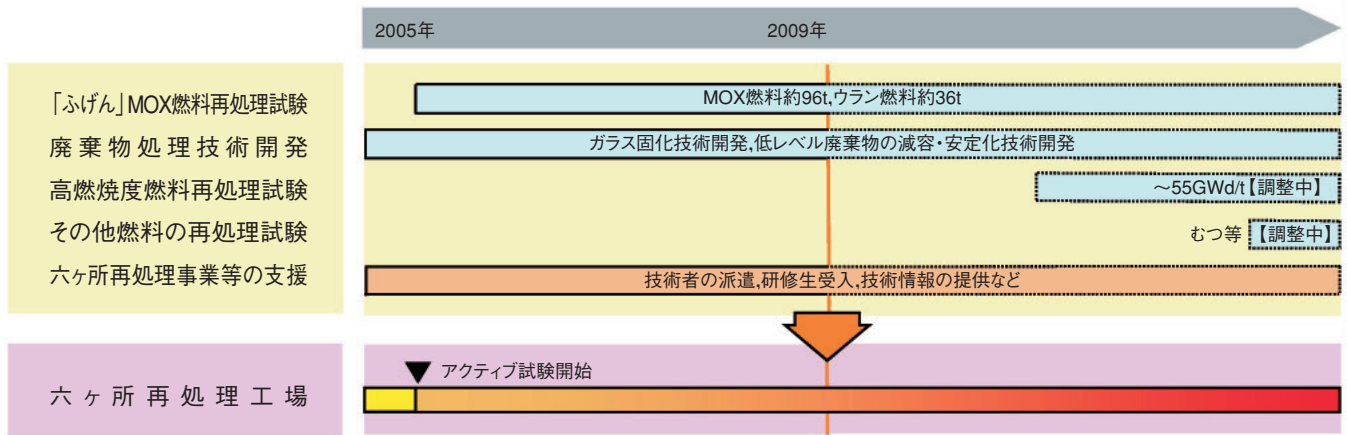 2005年 2009年
「ふげん」MOX燃料再処理試験 MOX燃料約96t,ウラン燃料約36t
廃棄物処理技術開発 ガラス固化技術開発,低レベル廃棄物の減容・安定化技術開発
高燃焼度燃料再処理試験 ～55GWd/t【調整中】
その他燃料の再処理試験 むつ等【調整中】
六ヶ所再処理事業等の支援 技術者の派遣,研修生受入,技術情報の提供など
アクティブ試験開始
六ヶ所再処理工場